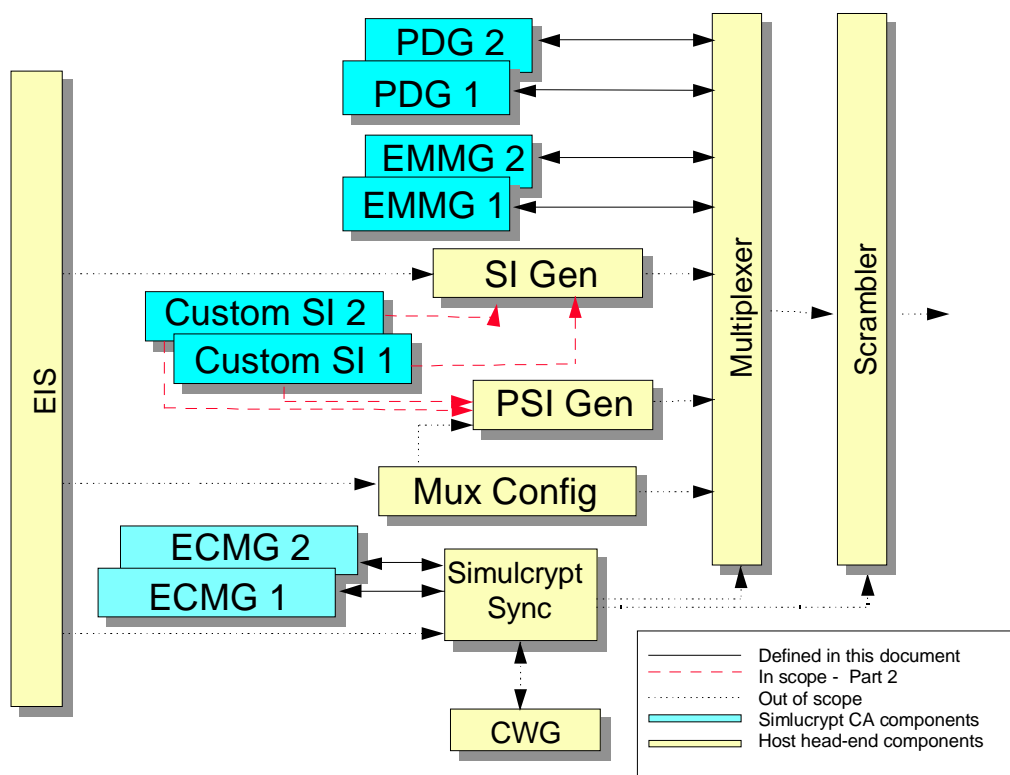 PDG 2
PDG 1
EMMG 2
EMMG 1
SI Gen
Custom SI 2
Custom SI 1
PSI Gen
Mux Config
ECMG 2
ECMG 1
Simulcrypt
Sync
CWG
EIS
Multiplexer
Scrambler
Defined in this document
In scope - Part 2
Out of scope
Simlucrypt CA components
Host head-end components